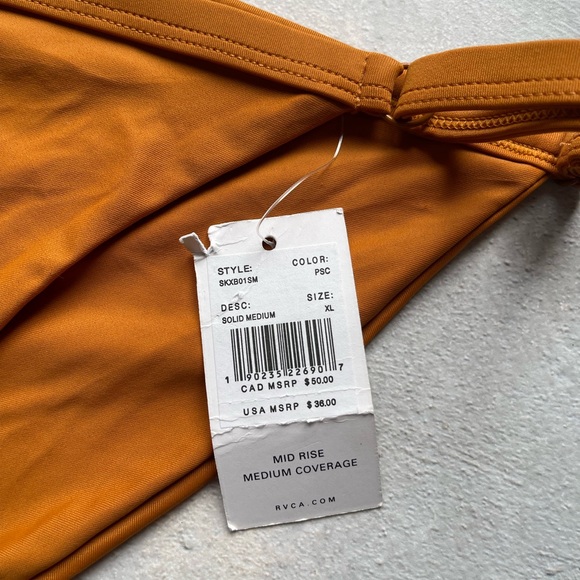 STYLE: COLOR:
SKXB01SM PSC
DESC: SIZE:
SOLID MEDIUM XL
1 90235 22690 7
CAD MSRP $50.00
USA MSRP $36.00
MID RISE
MEDIUM COVERAGE
RVCA.COM